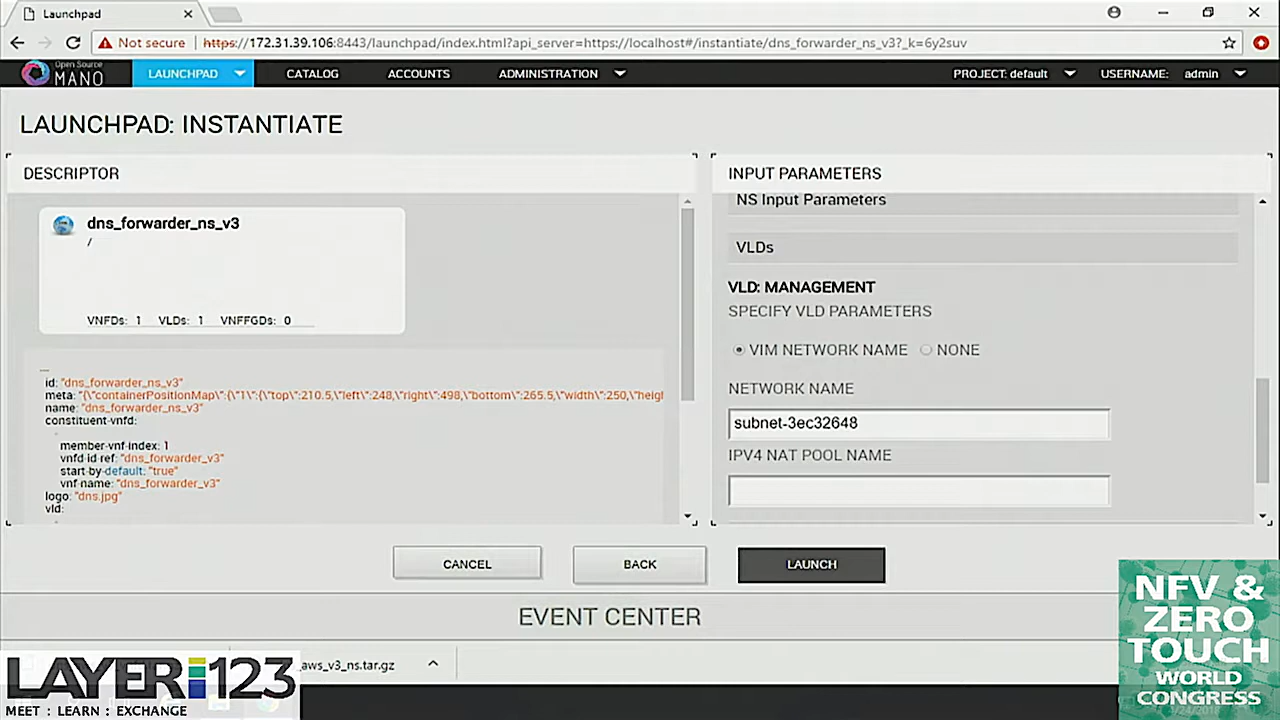 Launchpad
Not secure https://172.31.39.106:8443/launchpad/index.html?api_server=https://localhost#/instantiate/dns_forwarder_ns_v3?_k=6y2suv
Open Source
MANO LAUNCHPAD CATALOG ACCOUNTS ADMINISTRATION PROJECT: default USERNAME: admin
LAUNCHPAD: INSTANTIATE
DESCRIPTOR
dns_forwarder_ns_v3
/
VNFDs: 1 VLDs: 1 VNFFGDs: 0
---
id: "dns_forwarder_ns_v3"
meta: "{\"containerPositionMap\":{\"1\":{\"top\":210.5,\"left\":248,\"right\":498,\"bottom\":265.5,\"width\":250,\"heigh
name: "dns_forwarder_ns_v3"
constituent-vnfd:
-
member-vnf-index: 1
vnfd-id-ref: "dns_forwarder_v3"
start-by-default: "true"
vnf-name: "dns_forwarder_v3"
logo: "dns.jpg"
vld:
-
INPUT PARAMETERS
NS Input Parameters
VLDs
VLD: MANAGEMENT
SPECIFY VLD PARAMETERS
VIM NETWORK NAME NONE
NETWORK NAME
subnet-3ec32648
IPV4 NAT POOL NAME
CANCEL BACK LAUNCH
EVENT CENTER
_aws_v3_ns.tar.gz
LAYER123
MEET : LEARN : EXCHANGE
NFV &
ZERO
TOUCH
WORLD
CONGRESS